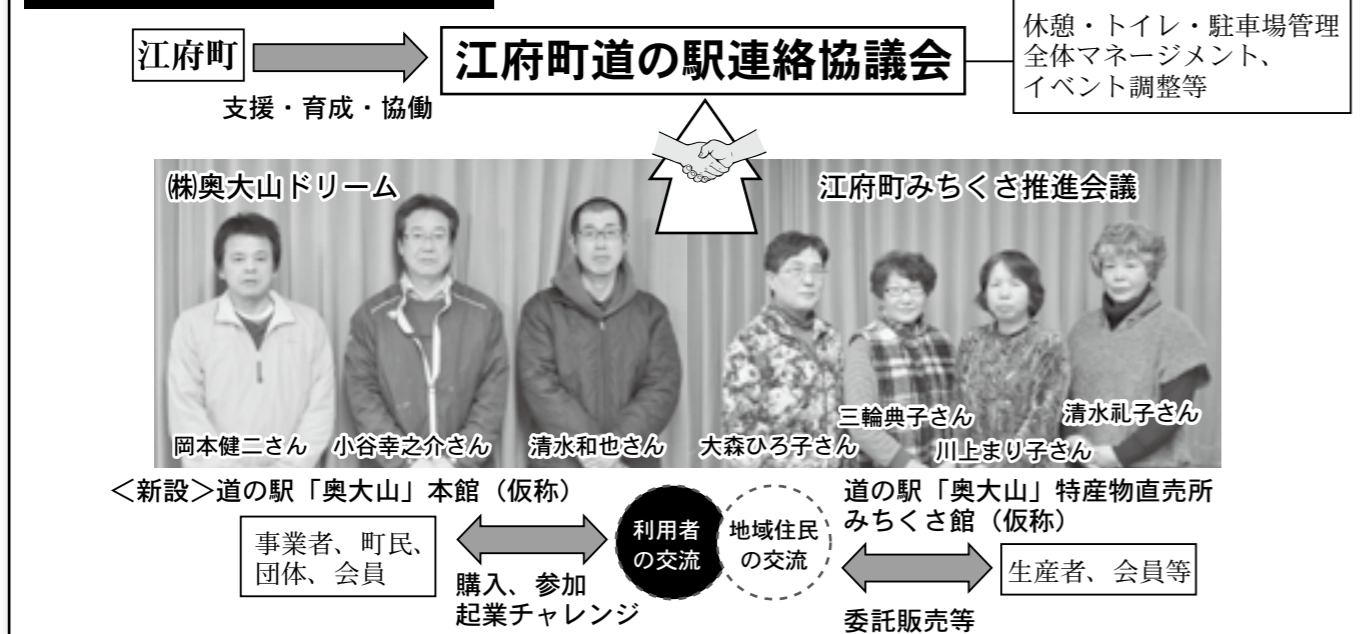 江府町
支援・育成・協働
江府町道の駅連絡協議会
休憩・トイレ・駐車場管理
全体マネージメント、
イベント調整等
㈱奥大山ドリーム
江府町みちくさ推進会議
岡本健二さん
小谷幸之介さん
清水和也さん
大森ひろ子さん
三輪典子さん
川上まり子さん
清水礼子さん
＜新設＞道の駅「奥大山」本館（仮称）
事業者、町民、
団体、会員
購入、参加
起業チャレンジ
利用者
の交流
地域住民
の交流
道の駅「奥大山」特産物直売所
みちくさ館（仮称）
生産者、会員等
委託販売等